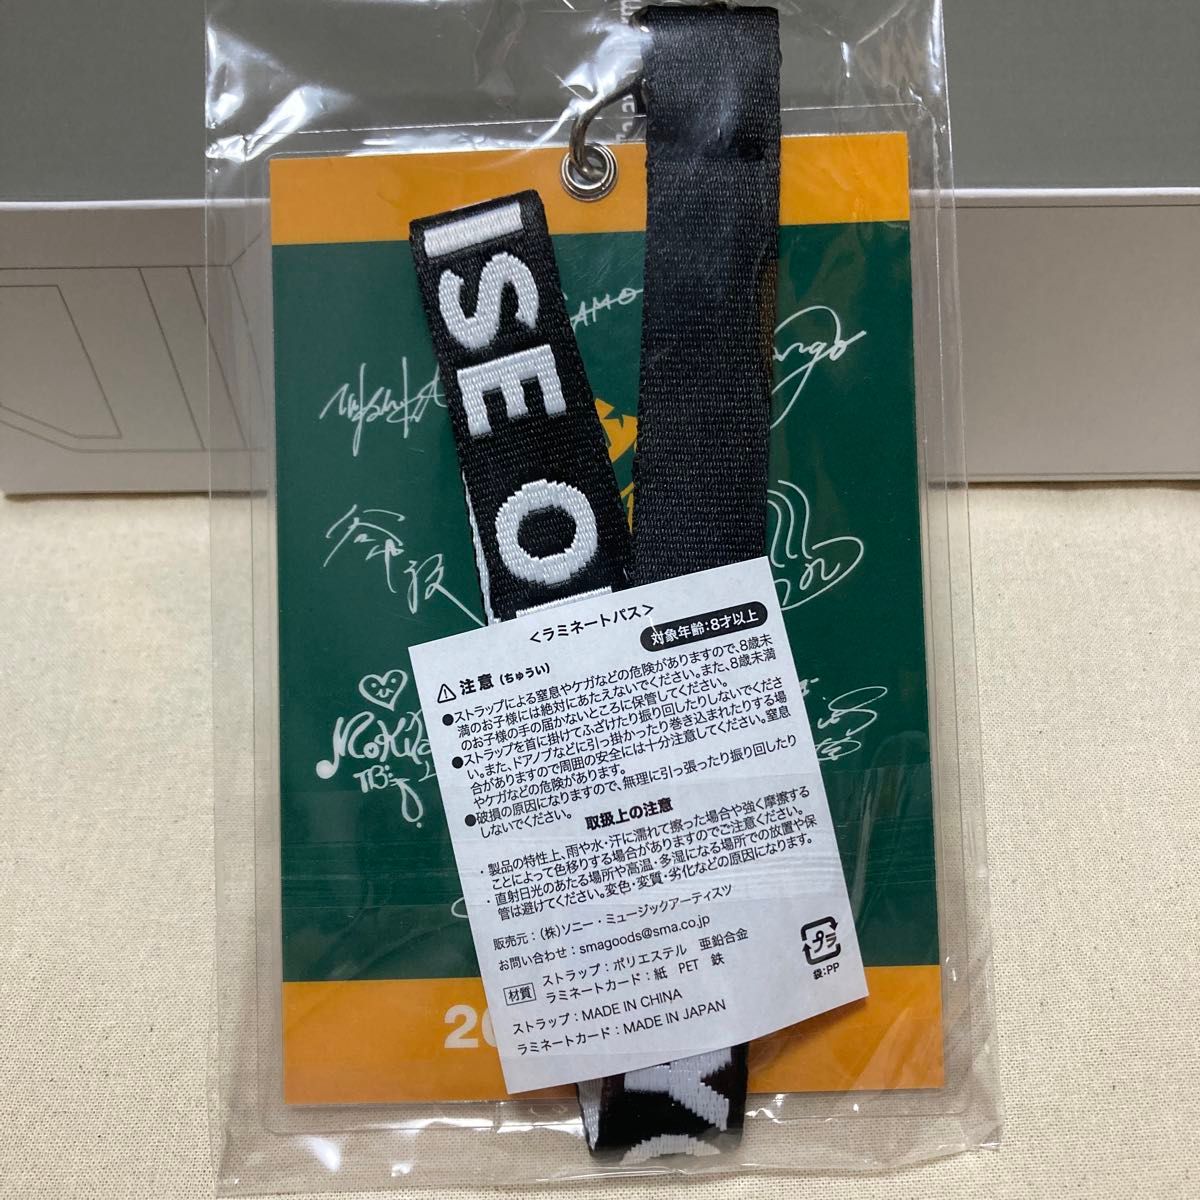 ISE O
AMO
ngo
<ラミネートパス>
対象年齢:8才以上
⚠ 注意 (ちゅうい)
●ストラップによる窒息やケガなどの危険がありますので、8歳未
満のお子様には絶対にあたえないでください。また、8歳未満
のお子様の手の届かないところに保管してください。
●ストラップを首に掛けてふざけたり振り回したりしないでくださ
い。また、ドアノブなどに引っ掛かったり巻き込まれたりする場
合がありますので周囲の安全には十分注意してください。窒息
やケガなどの危険があります。
●破損の原因になりますので、無理に引っ張ったり振り回したり
しないでください。
取扱上の注意
・製品の特性上、雨や水・汗に濡れて擦った場合や強く摩擦する
ことによって色移りする場合がありますのでご注意ください。
・直射日光のあたる場所や高温・多湿になる場所での放置や保
管は避けてください。変色・変質・劣化などの原因になります。
販売元:(株)ソニー・ミュージックアーティスツ
お問い合わせ:smagoods@sma.co.jp
材質 ストラップ:ポリエステル 亜鉛合金
ラミネートカード:紙 PET 鉄
ストラップ:MADE IN CHINA
ラミネートカード:MADE IN JAPAN
プラ
袋:PP
20
Y